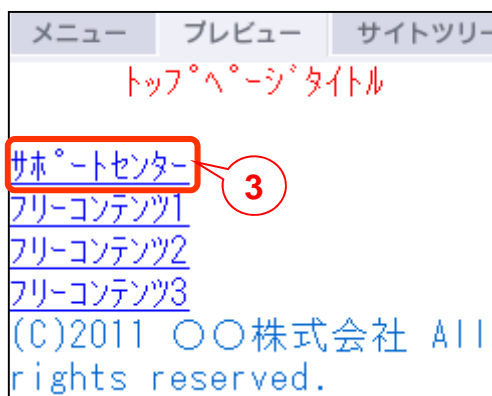 メニュー プレビュー サイトツリー
ﾄｯﾌﾟﾍﾟｰｼﾞﾀｲﾄﾙ
ｻﾎﾟｰﾄｾﾝﾀｰ
3
ﾌﾘｰｺﾝﾃﾝﾂ1
ﾌﾘｰｺﾝﾃﾝﾂ2
ﾌﾘｰｺﾝﾃﾝﾂ3
(C)2011 ○○株式会社 All
rights reserved.